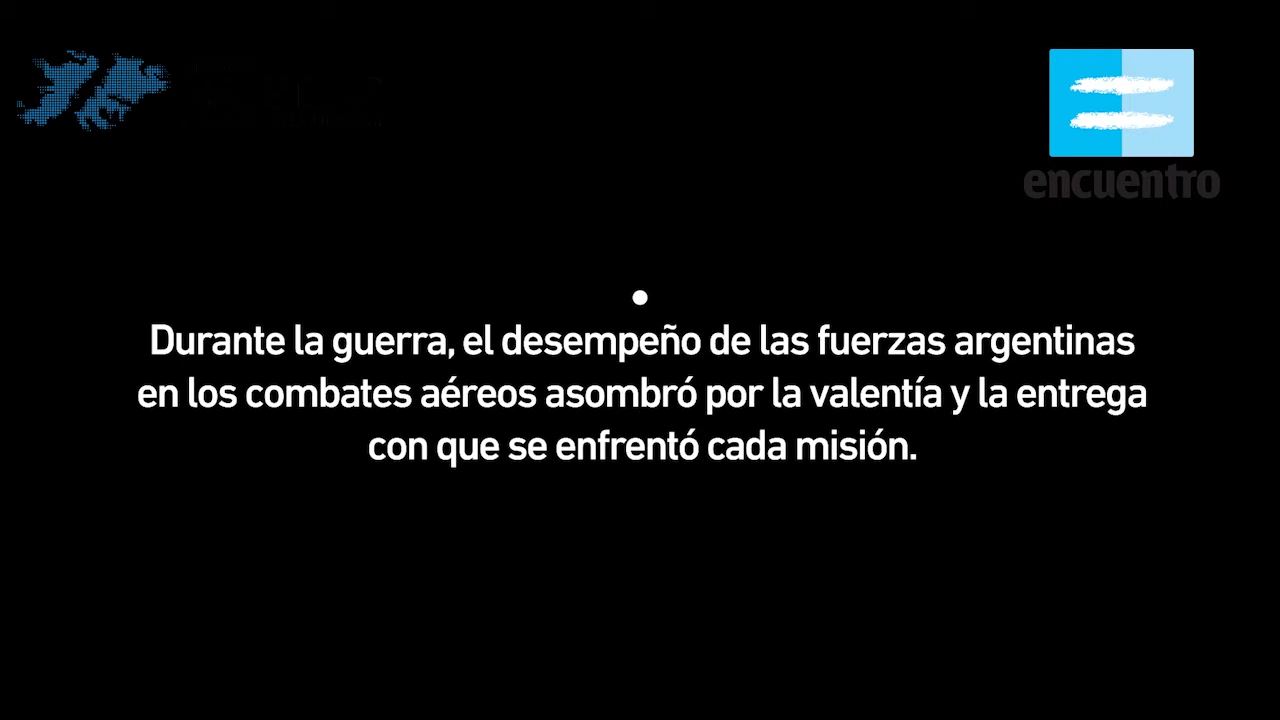 encuentro
Durante la guerra, el desempeño de las fuerzas argentinas
en los combates aéreos asombró por la valentía y la entrega
con que se enfrentó cada misión.